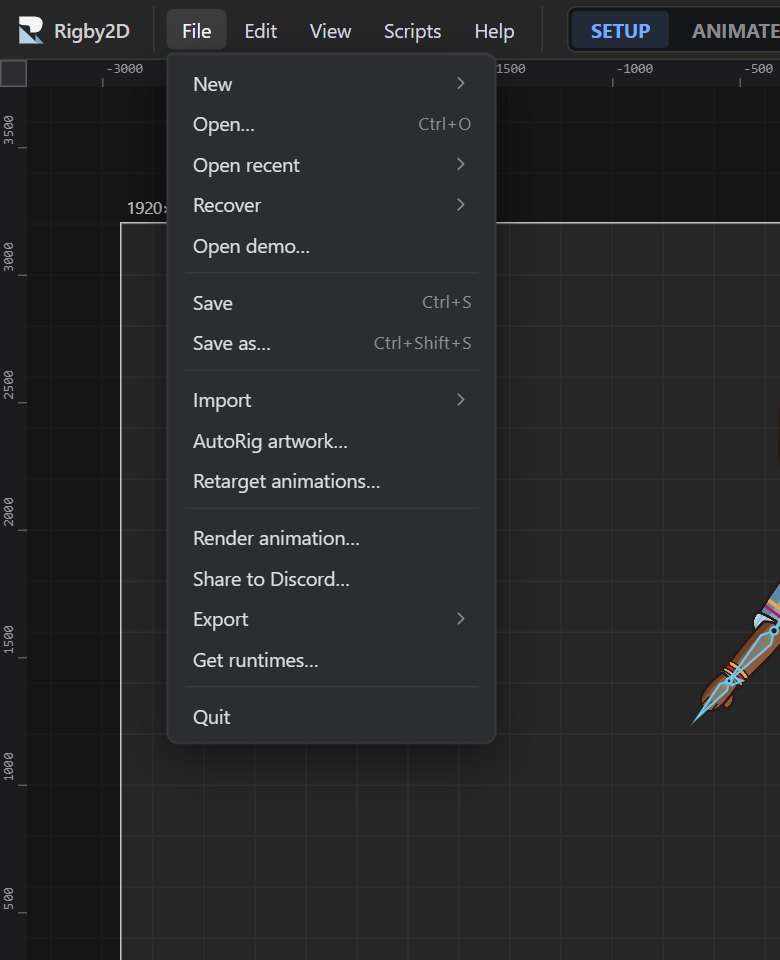 Rigby2D File Edit View Scripts Help SETUP ANIMATE
-3000 1500 -1000 -500
New
Open... Ctrl+O
Open recent
Recover
Open demo...
Save Ctrl+S
Save as... Ctrl+Shift+S
Import
AutoRig artwork...
Retarget animations...
Render animation...
Share to Discord...
Export
Get runtimes...
Quit
1920
3500
3000
2500
2000
1500
1000
500